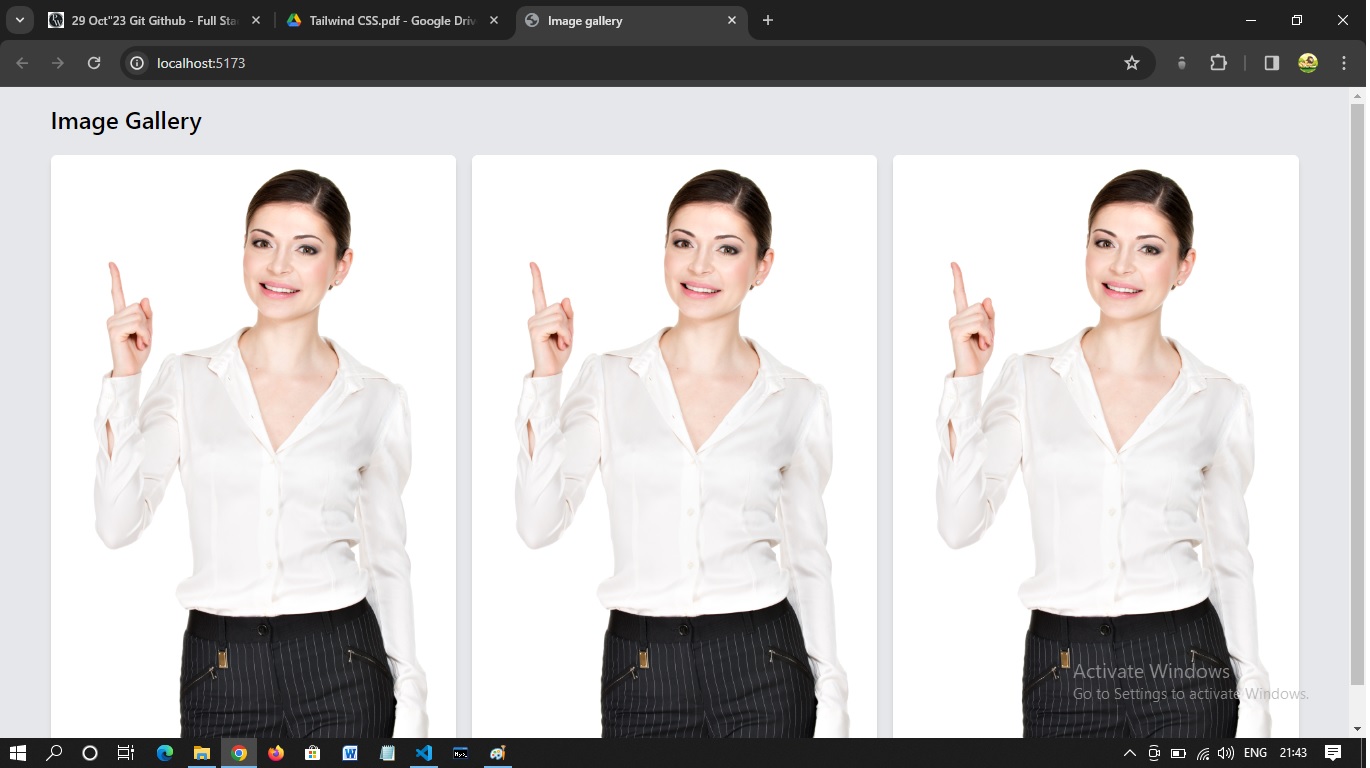 29 Oct"23 Git Github - Full Sta
Tailwind CSS.pdf - Google Driv
Image gallery
localhost:5173
Image Gallery
Activate Windows
Go to Settings to activate Windows.
ENG
21:43